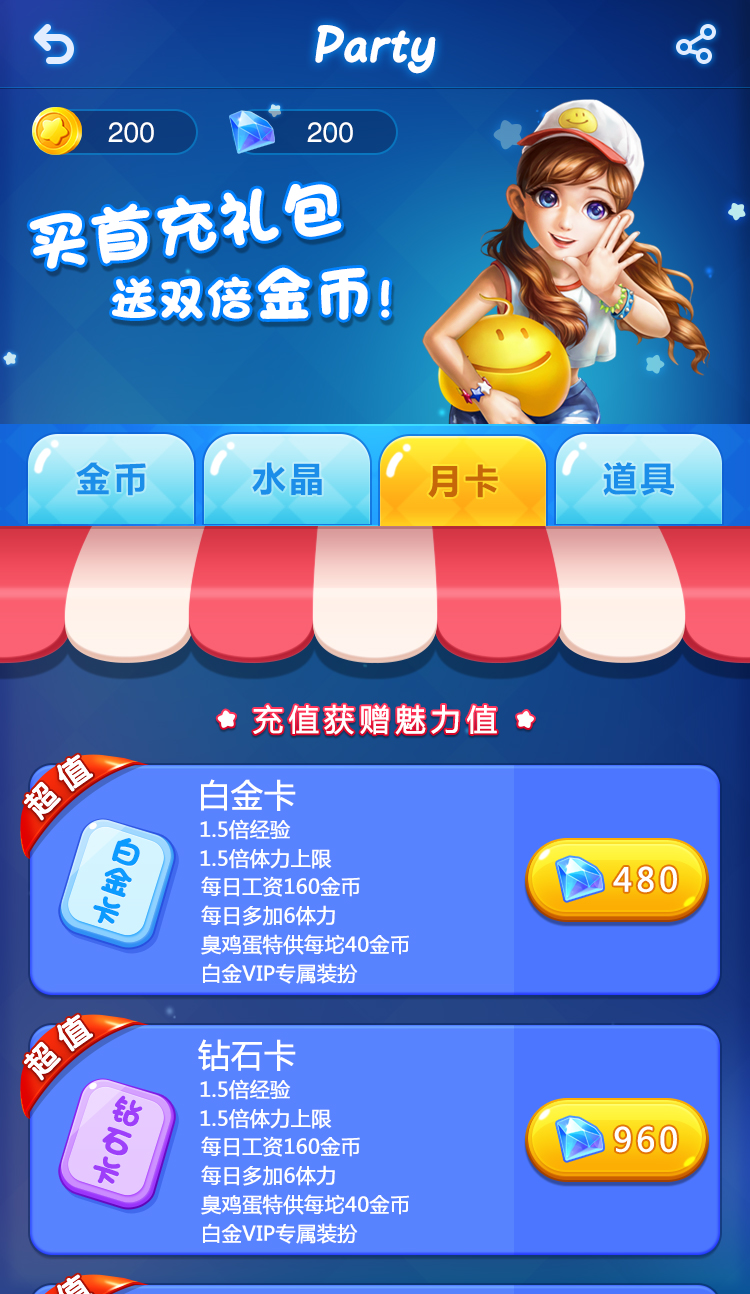 Party
200
200
买首充礼包
送双倍金币!
金币
水晶
月卡
道具
充值获赠魅力值
超值
白金卡
白金卡
1.5倍经验
1.5倍体力上限
每日工资160金币
每日多加6体力
臭鸡蛋特供每坨40金币
白金VIP专属装扮
480
超值
钻石卡
钻石卡
1.5倍经验
1.5倍体力上限
每日工资160金币
每日多加6体力
臭鸡蛋特供每坨40金币
白金VIP专属装扮
960
值